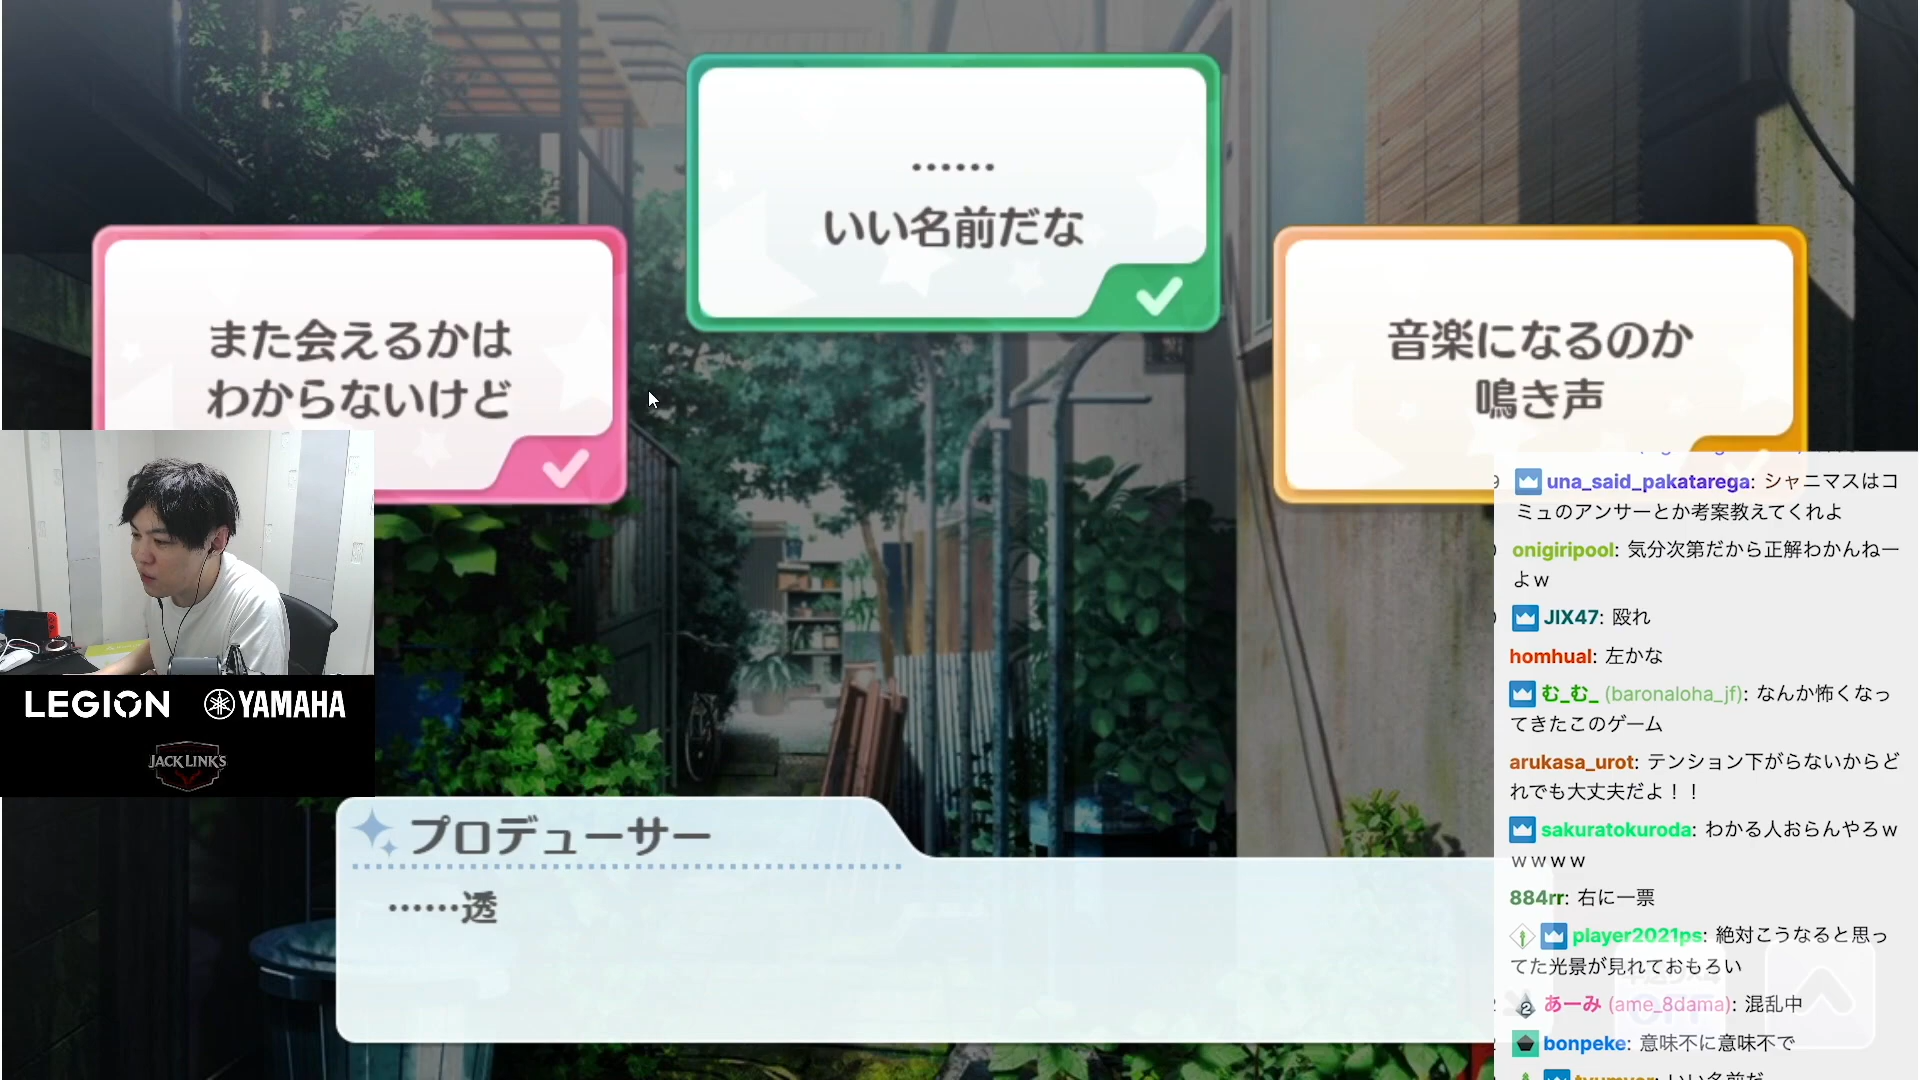 ……
いい名前だな
また会えるかは
わからないけど
音楽になるのか
鳴き声
LEGION YAMAHA
JACK LINK'S
プロデューサー
……透
una_said_pakatarega: シャニマスはコ
ミュのアンサーとか考案教えてくれよ
onigiripool: 気分次第だから正解わかんねー
よw
JIX47: 殴れ
homhual: 左かな
む_む_ (baronaloha_jf): なんか怖くなっ
てきたこのゲーム
arukasa_urot: テンション下がらないからど
れでも大丈夫だよ！！
sakuratokuroda: わかる人おらんやろw
wwww
884rr: 右に一票
player2021ps: 絶対こうなると思っ
てた光景が見れておもろい
あーみ (ame_8dama): 混乱中
bonpeke: 意味不に意味不で